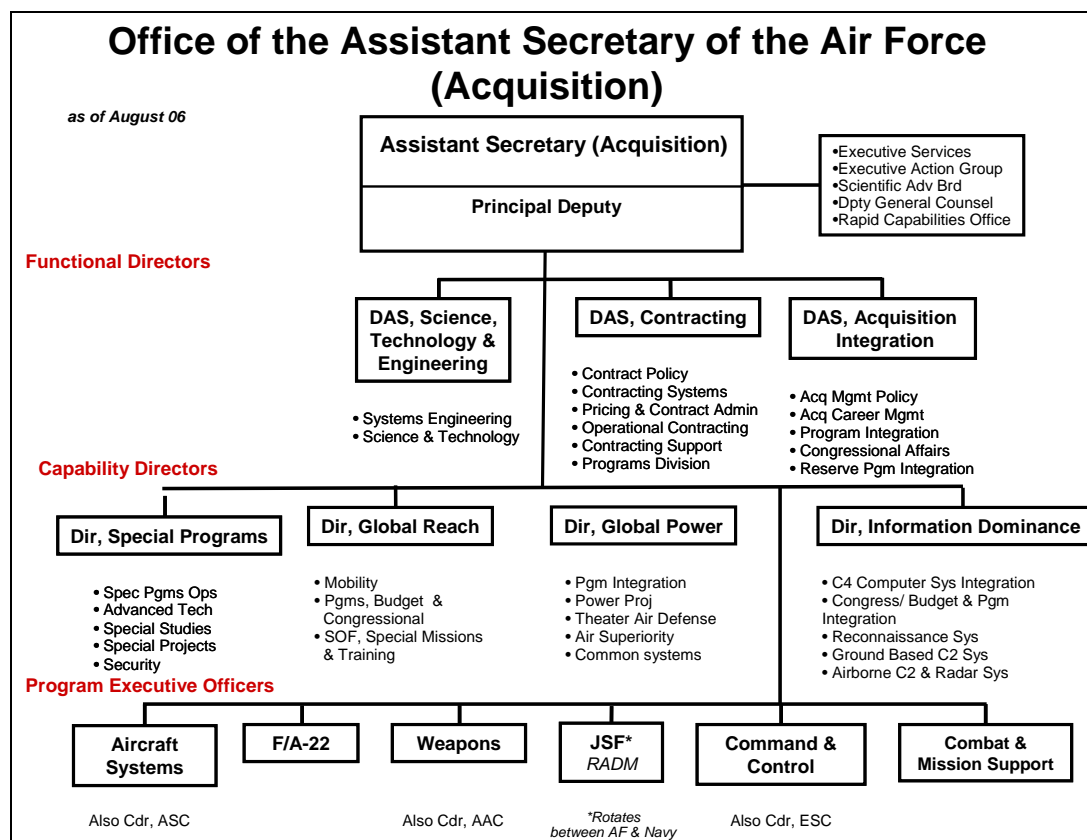 Office of the Assistant Secretary of the Air Force
(Acquisition)
as of August 06
Assistant Secretary (Acquisition)
Principal Deputy
•Executive Services
•Executive Action Group
•Scientific Adv Brd
•Dpty General Counsel
•Rapid Capabilities Office
Functional Directors
DAS, Science,
Technology &
Engineering
• Systems Engineering
• Science & Technology
DAS, Contracting
• Contract Policy
• Contracting Systems
• Pricing & Contract Admin
• Operational Contracting
• Contracting Support
• Programs Division
DAS, Acquisition
Integration
• Acq Mgmt Policy
• Acq Career Mgmt
• Program Integration
• Congressional Affairs
• Reserve Pgm Integration
Capability Directors
Dir, Special Programs
• Spec Pgms Ops
• Advanced Tech
• Special Studies
• Special Projects
• Security
Dir, Global Reach
• Mobility
• Pgms, Budget &
Congressional
• SOF, Special Missions
& Training
Dir, Global Power
• Pgm Integration
• Power Proj
• Theater Air Defense
• Air Superiority
• Common systems
Dir, Information Dominance
• C4 Computer Sys Integration
• Congress/ Budget & Pgm
Integration
• Reconnaissance Sys
• Ground Based C2 Sys
• Airborne C2 & Radar Sys
Program Executive Officers
Aircraft
Systems
Also Cdr, ASC
F/A-22
Weapons
Also Cdr, AAC
JSF*
RADM
*Rotates
between AF & Navy
Command &
Control
Also Cdr, ESC
Combat &
Mission Support